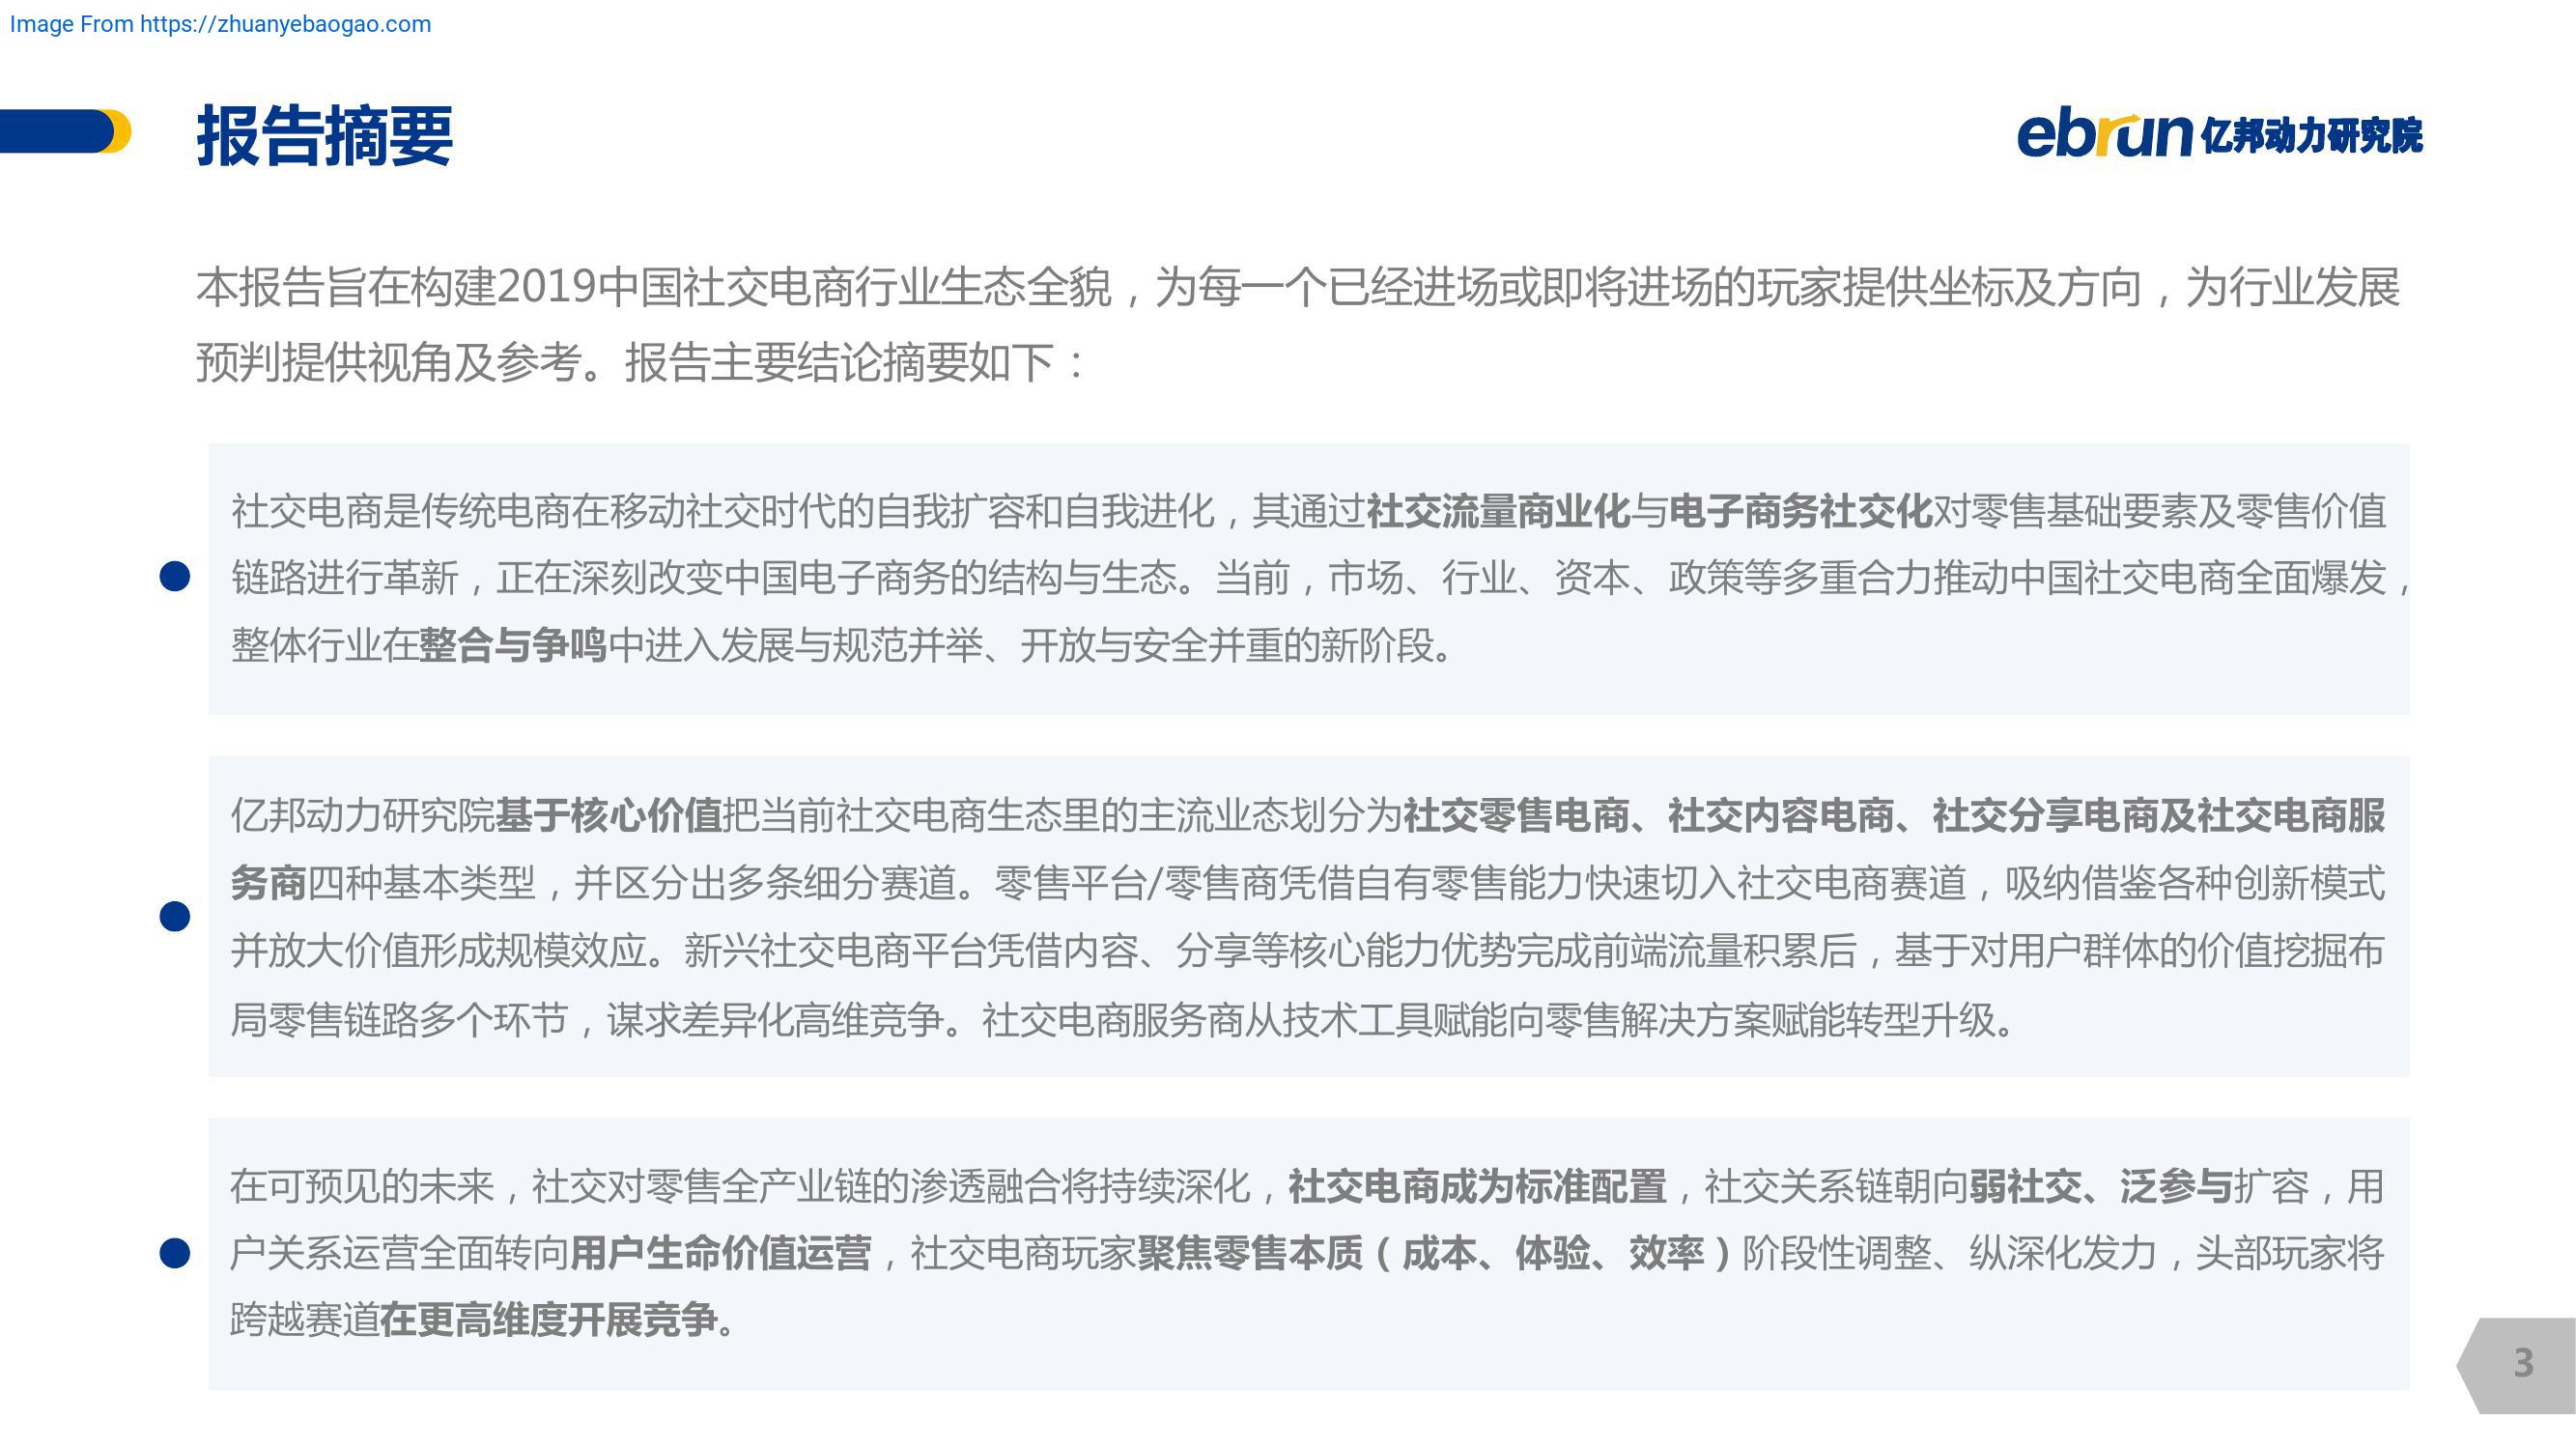 Image From https://zhuanyebaogao.com
报告摘要
ebrun 亿邦动力研究院
本报告旨在构建2019中国社交电商行业生态全貌，为每一个已经进场或即将进场的玩家提供坐标及方向，为行业发展
预判提供视角及参考。报告主要结论摘要如下：
社交电商是传统电商在移动社交时代的自我扩容和自我进化，其通过社交流量商业化与电子商务社交化对零售基础要素及零售价值
链路进行革新，正在深刻改变中国电子商务的结构与生态。当前，市场、行业、资本、政策等多重合力推动中国社交电商全面爆发，
整体行业在整合与争鸣中进入发展与规范并举、开放与安全并重的新阶段。
亿邦动力研究院基于核心价值把当前社交电商生态里的主流业态划分为社交零售电商、社交内容电商、社交分享电商及社交电商服
务商四种基本类型，并区分出多条细分赛道。零售平台/零售商凭借自有零售能力快速切入社交电商赛道，吸纳借鉴各种创新模式
并放大价值形成规模效应。新兴社交电商平台凭借内容、分享等核心能力优势完成前端流量积累后，基于对用户群体的价值挖掘布
局零售链路多个环节，谋求差异化高维竞争。社交电商服务商从技术工具赋能向零售解决方案赋能转型升级。
在可预见的未来，社交对零售全产业链的渗透融合将持续深化，社交电商成为标准配置，社交关系链朝向弱社交、泛参与扩容，用
户关系运营全面转向用户生命价值运营，社交电商玩家聚焦零售本质（成本、体验、效率）阶段性调整、纵深化发力，头部玩家将
跨越赛道在更高维度开展竞争。
3